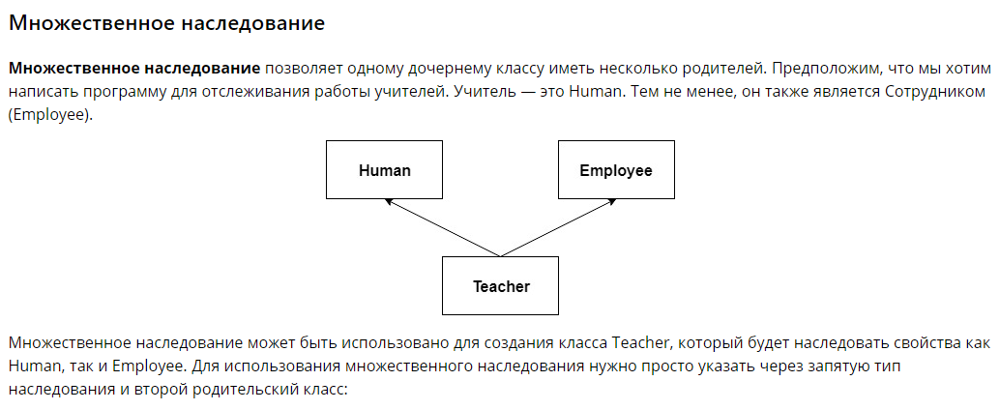 Множественное наследование
Множественное наследование позволяет одному дочернему классу иметь несколько родителей. Предположим, что мы хотим
написать программу для отслеживания работы учителей. Учитель — это Human. Тем не менее, он также является Сотрудником
(Employee).
Human
Employee
Teacher
Множественное наследование может быть использовано для создания класса Teacher, который будет наследовать свойства как
Human, так и Employee. Для использования множественного наследования нужно просто указать через запятую тип
наследования и второй родительский класс: